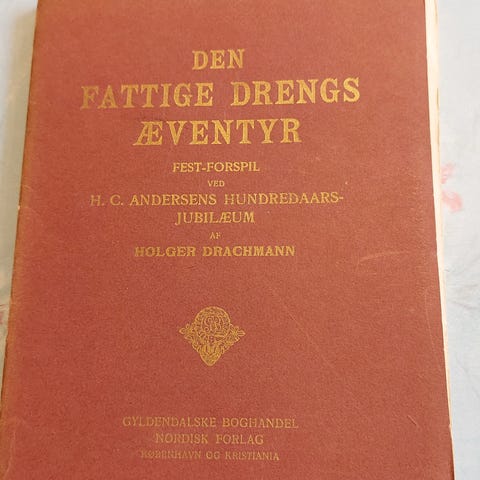 DEN
FATTIGE DRENGS
ÆVENTYR
FEST-FORSPIL
VED
H. C. ANDERSENS HUNDREDAARS-
JUBILÆUM
AF
HOLGER DRACHMANN
GYLDENDALSKE BOGHANDEL
NORDISK FORLAG
KØBENHAVN OG KRISTIANIA